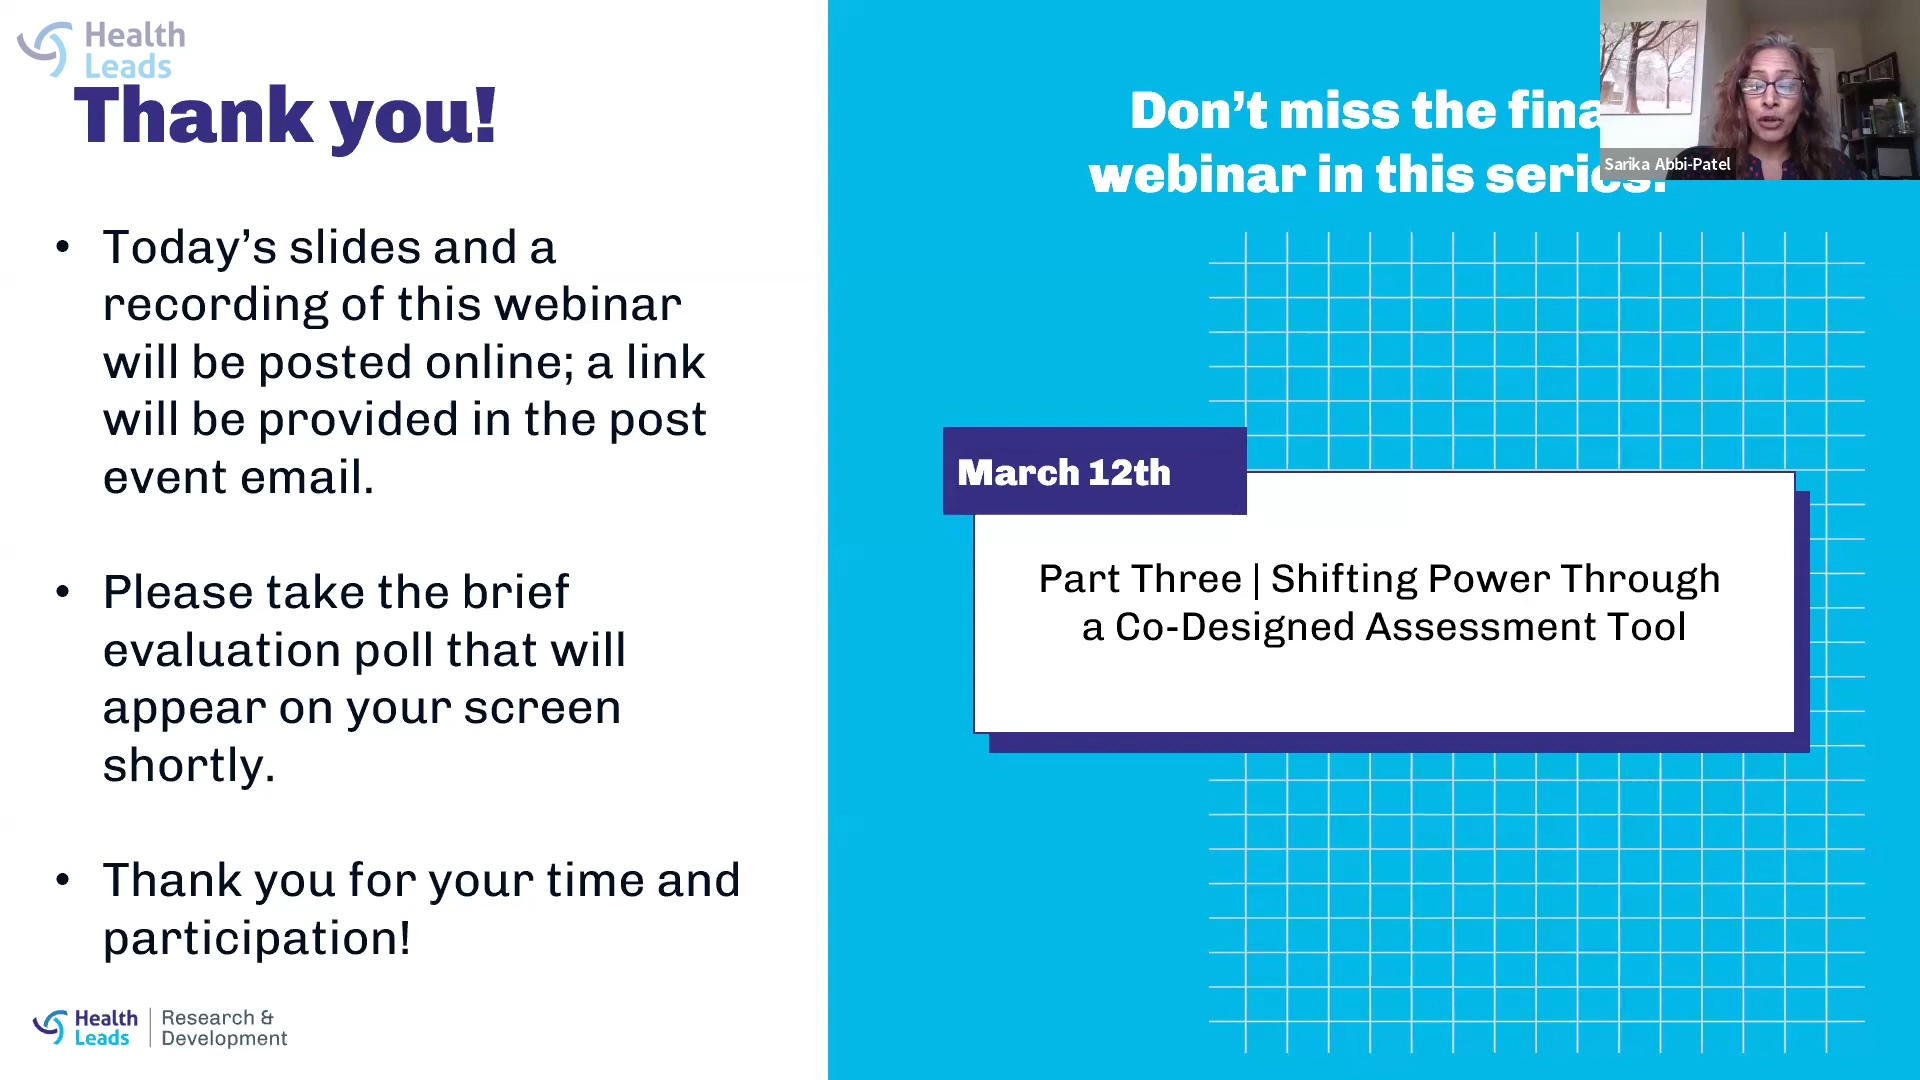 Health
Leads
Thank you!
• Today’s slides and a
recording of this webinar
will be posted online; a link
will be provided in the post
event email.
• Please take the brief
evaluation poll that will
appear on your screen
shortly.
• Thank you for your time and
participation!
Health
Leads
Research &
Development
Don’t miss the fina
webinar in this series!
March 12th
Part Three | Shifting Power Through
a Co-Designed Assessment Tool
Sarika Abbi-Patel